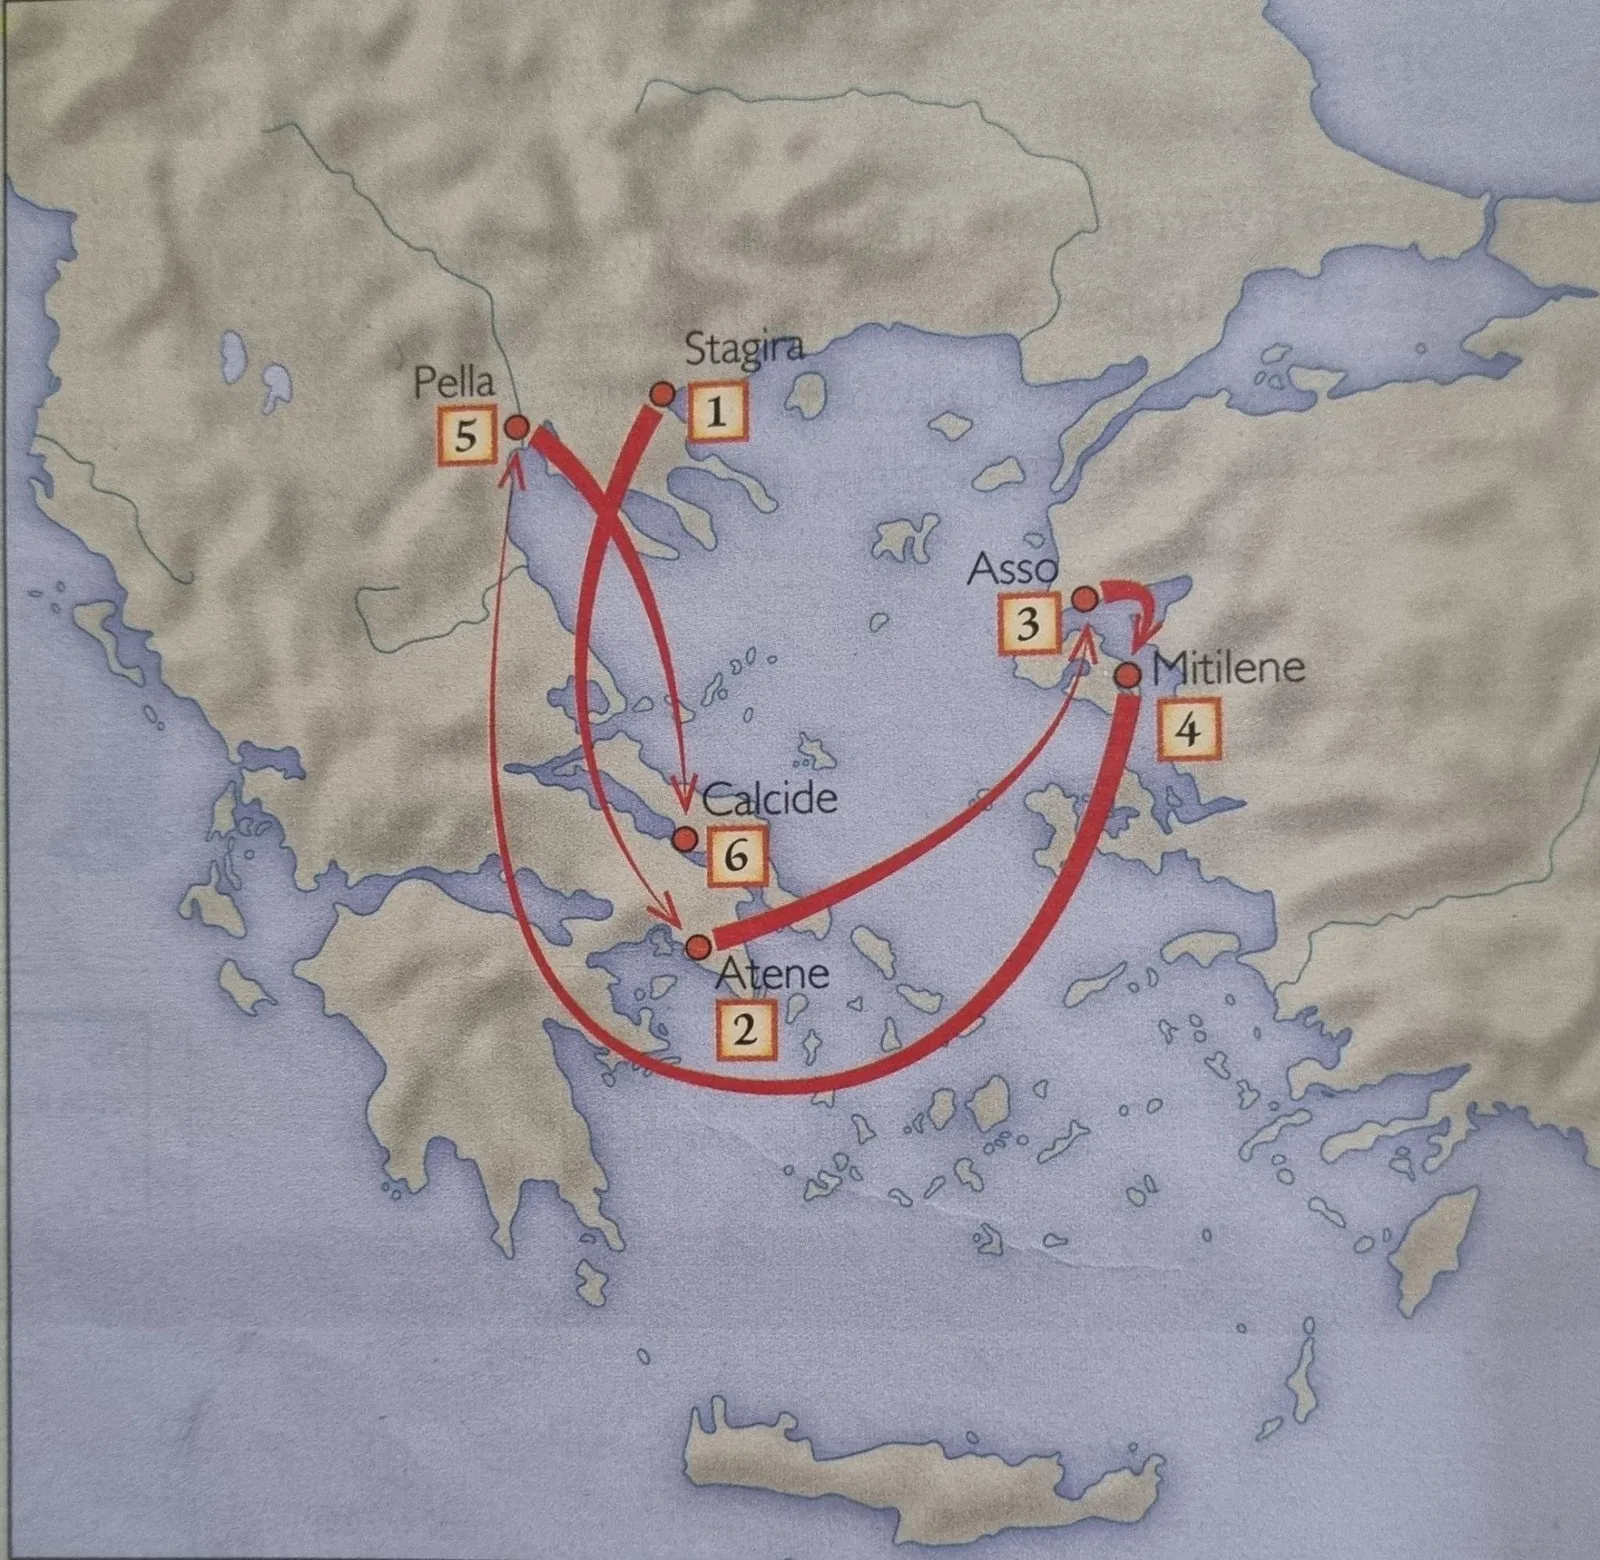 Stagira
1
Pella
5
Asso
3
Mitilene
4
Calcide
6
Atene
2